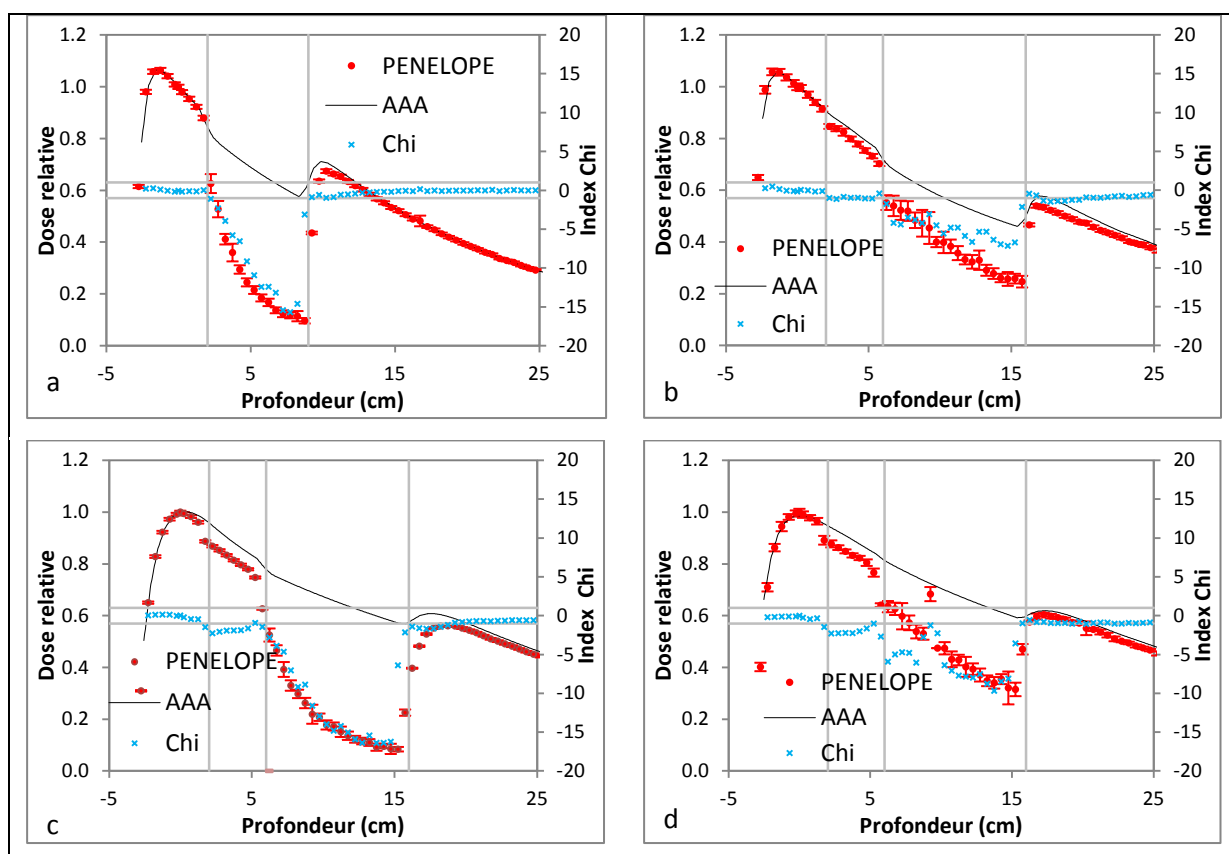 1.2
1.0
0.8
0.6
0.4
0.2
0.0
Dose relative
PENELOPE
AAA
Chi
20
15
10
5
0
-5
-10
-15
-20
Index Chi
-5
5
15
25
Profondeur (cm)
a
1.2
1.0
0.8
0.6
0.4
0.2
0.0
Dose relative
PENELOPE
AAA
Chi
20
15
10
5
0
-5
-10
-15
-20
Index Chi
-5
5
15
25
Profondeur (cm)
b
1.2
1.0
0.8
0.6
0.4
0.2
0.0
Dose relative
PENELOPE
AAA
Chi
20
15
10
5
0
-5
-10
-15
-20
Index Chi
-5
5
15
25
Profondeur (cm)
c
1.2
1.0
0.8
0.6
0.4
0.2
0.0
Dose relative
PENELOPE
AAA
Chi
20
15
10
5
0
-5
-10
-15
-20
Index Chi
-5
5
15
25
Profondeur (cm)
d